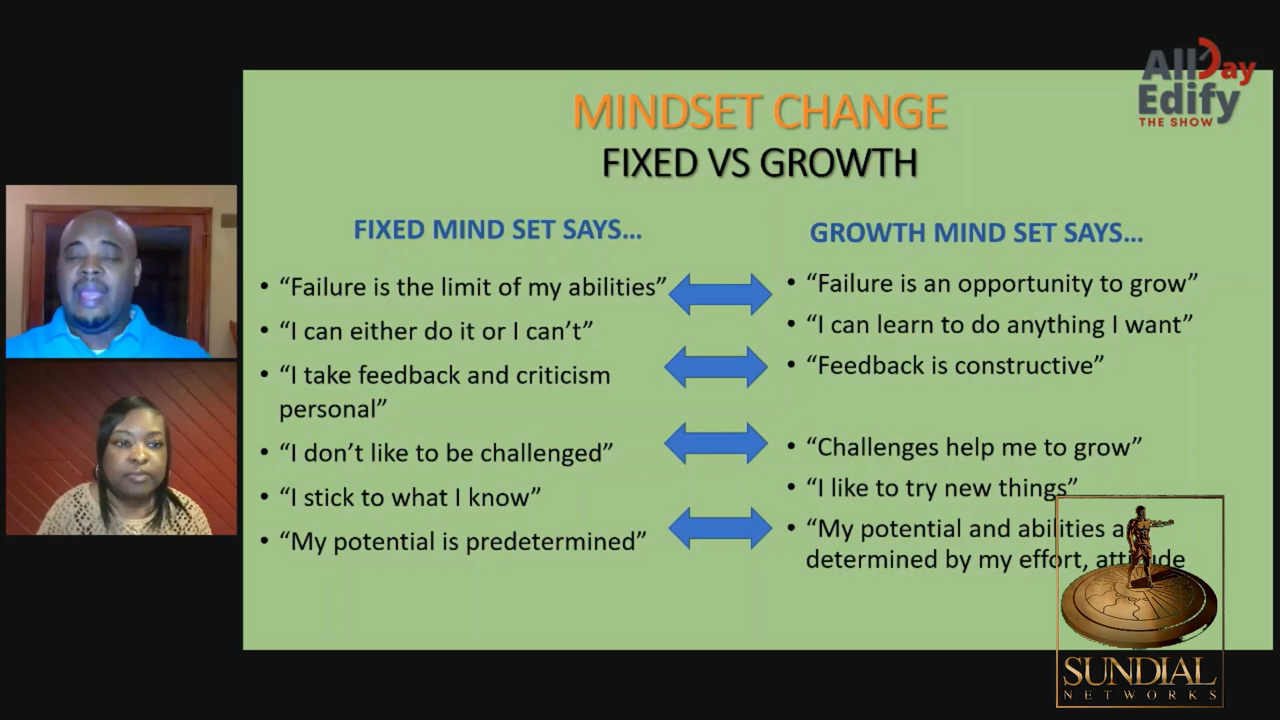 All Day
Edify
THE SHOW
MINDSET CHANGE
FIXED VS GROWTH
FIXED MIND SET SAYS...
• “Failure is the limit of my abilities”
• “I can either do it or I can’t”
• “I take feedback and criticism
personal”
• “I don’t like to be challenged”
• “I stick to what I know”
• “My potential is predetermined”
GROWTH MIND SET SAYS...
• “Failure is an opportunity to grow”
• “I can learn to do anything I want”
• “Feedback is constructive”
• “Challenges help me to grow”
• “I like to try new things”
• “My potential and abilities
determined by my effort, attitude
SUNDIAL
NETWORKS